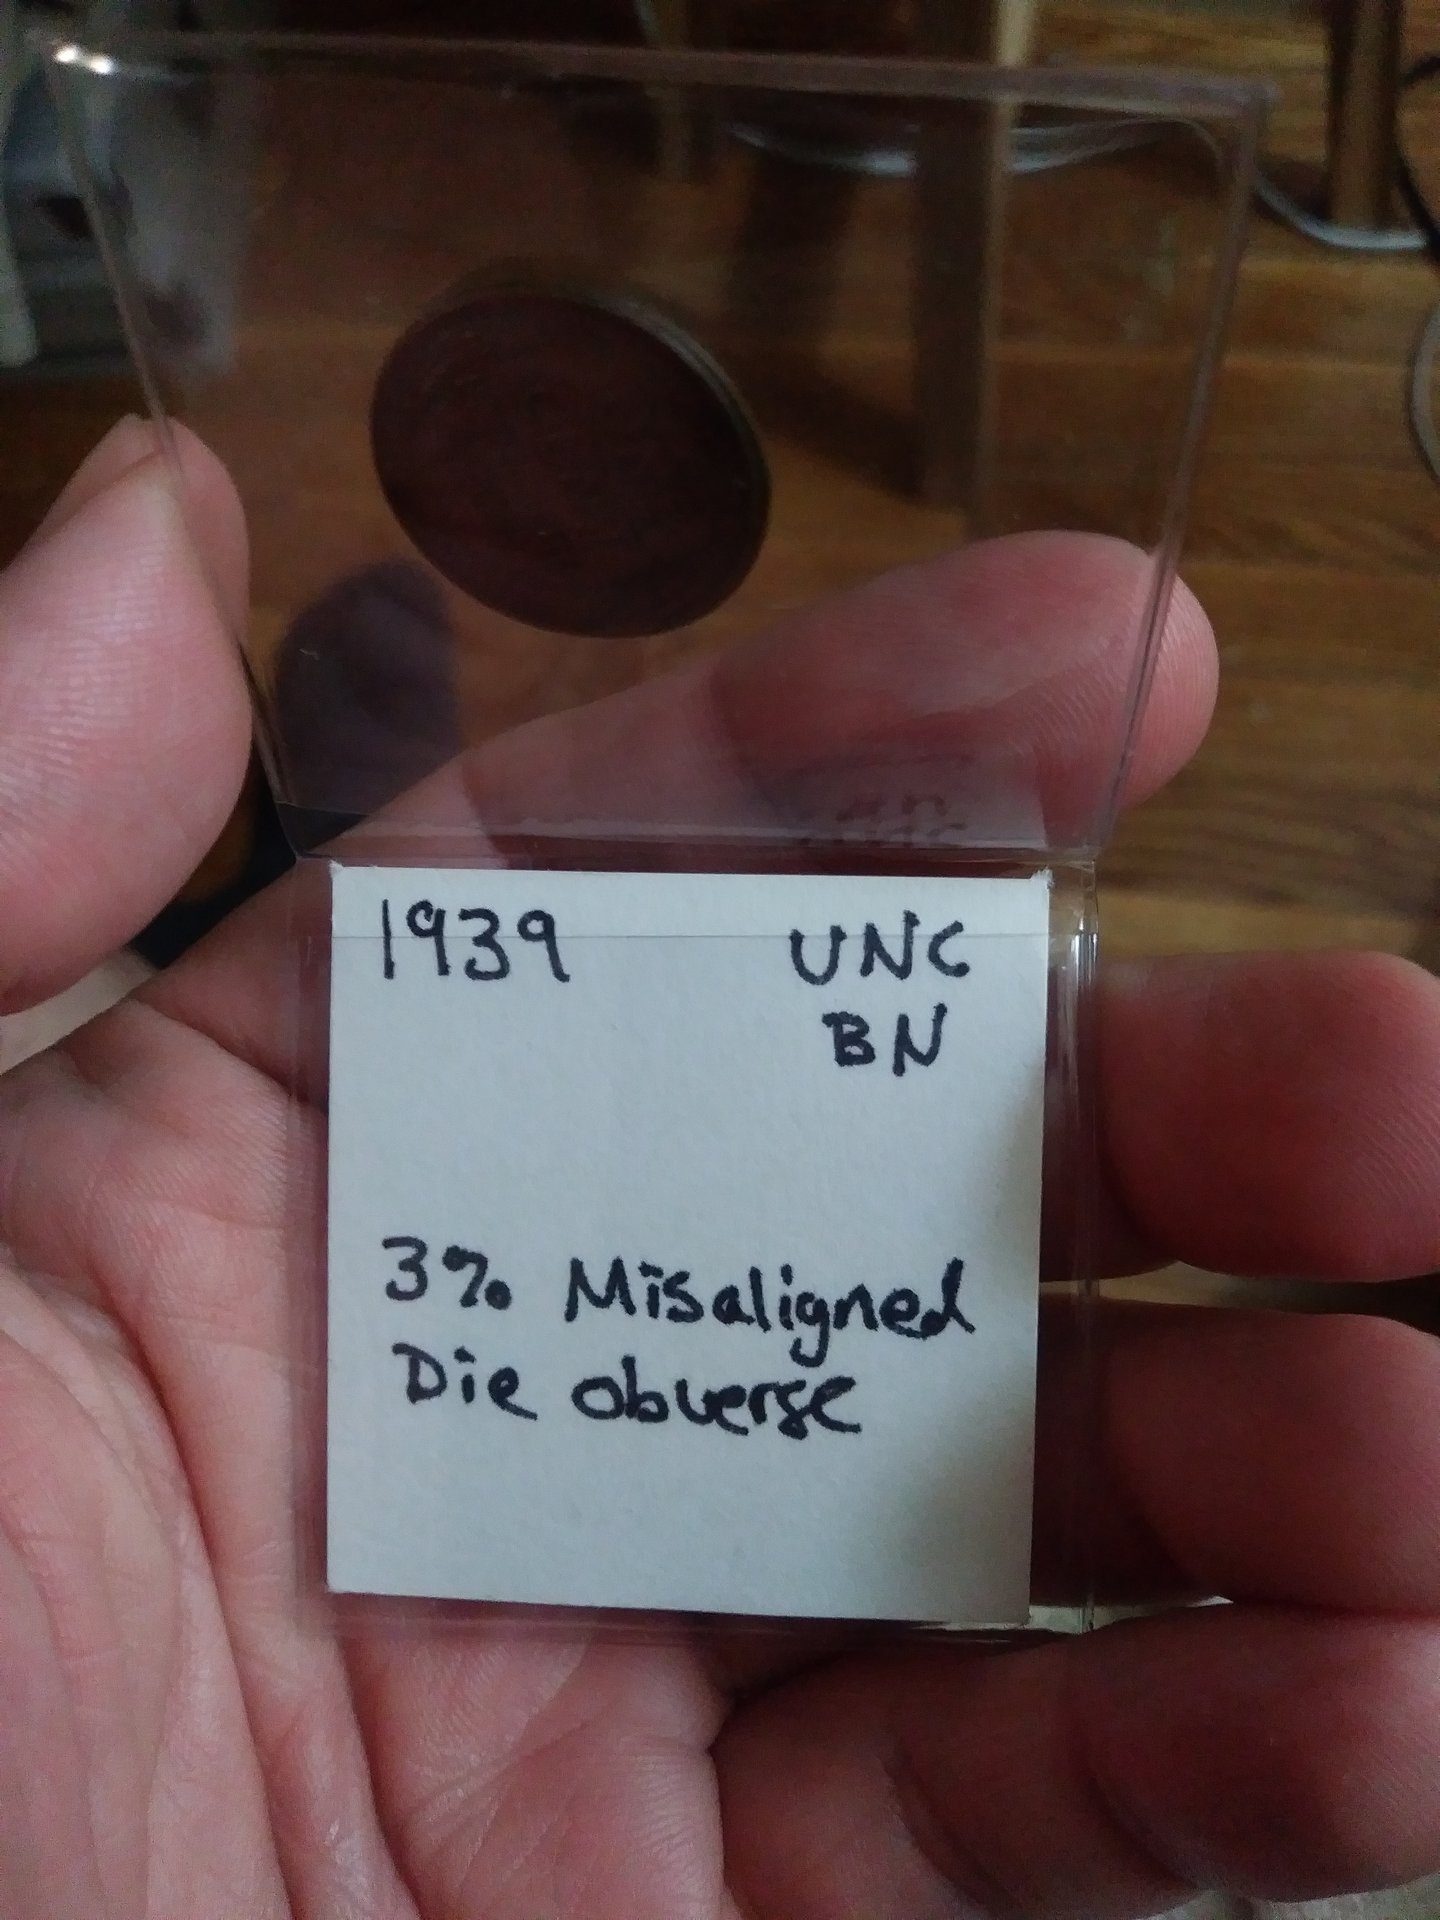 1939 UNC
BN
3% Misaligned
Die obverse